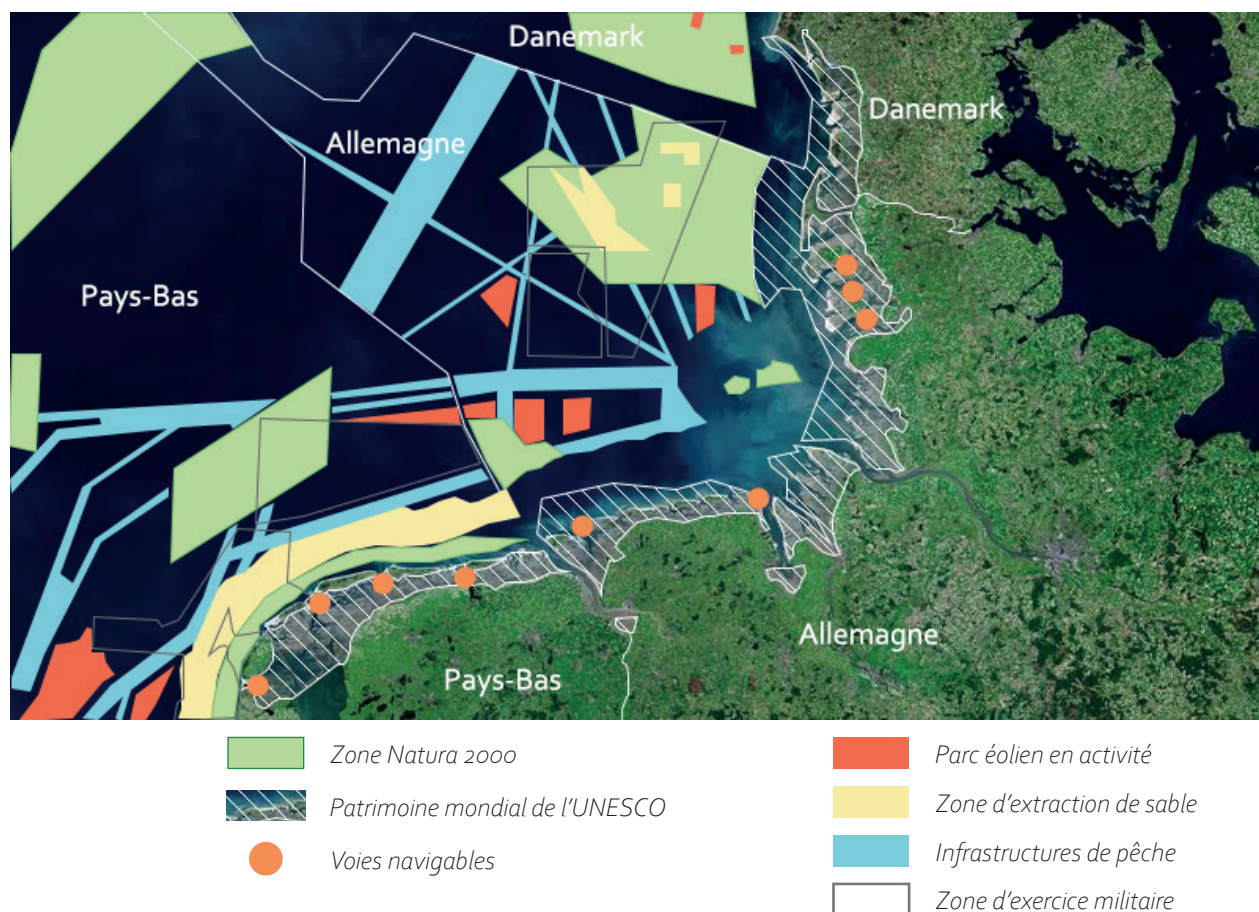 Danemark
Danemark
Allemagne
Pays-Bas
Allemagne
Pays-Bas
Zone Natura 2000
Patrimoine mondial de l'UNESCO
Voies navigables
Parc éolien en activité
Zone d'extraction de sable
Infrastructures de pêche
Zone d'exercice militaire